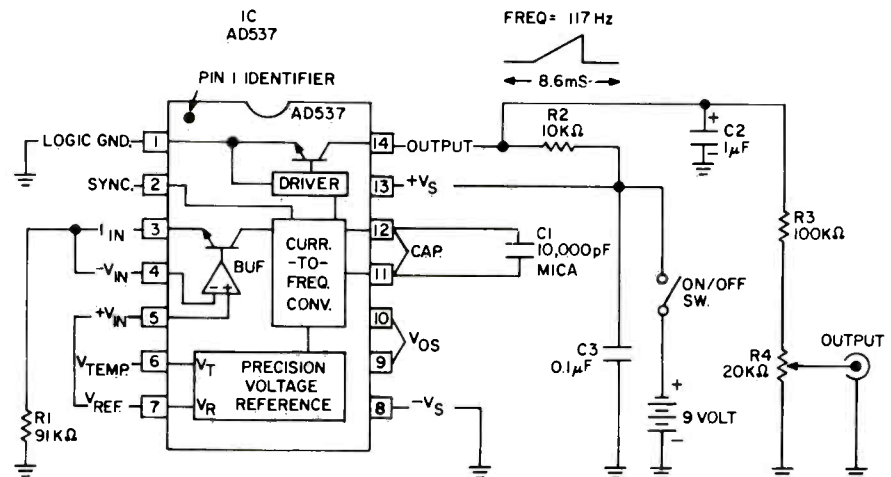 IC
AD537
FREQ = 117 Hz
8.6mS
PIN I IDENTIFIER
AD537
LOGIC GND.
1
SYNC.
2
I IN
3
-VIN
4
+VIN
5
VTEMP.
6
VREF.
7
DRIVER
BUF
- +
CURR.
-TO-
FREQ.
CONV.
VT
VR
PRECISION
VOLTAGE
REFERENCE
14
OUTPUT
13
+VS
12
11
CAP.
10
9
VOS
8
-VS
R1
91KΩ
R2
10KΩ
+
C2
1µF
-
C1
10,000pF
MICA
C3
0.1µF
ON/OFF
SW.
+
9 VOLT
-
R3
100KΩ
R4
20KΩ
OUTPUT